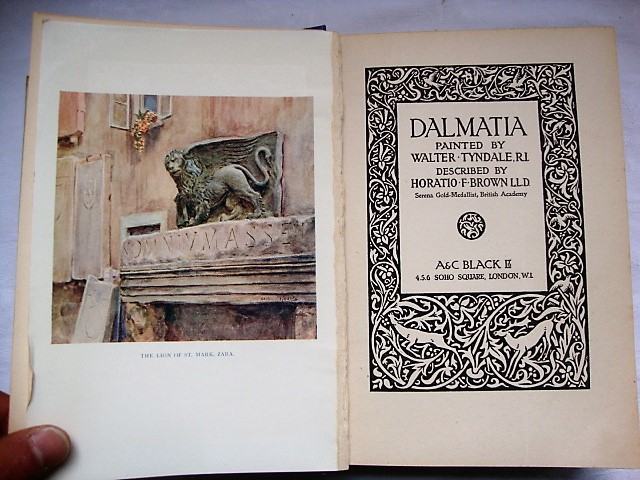 THE LION OF ST. MARK, ZARA.
DALMATIA
PAINTED BY
WALTER·TYNDALE, R.I.
DESCRIBED BY
HORATIO·F·BROWN LL.D.
Serena Gold-Medallist, British Academy
A&C BLACK LTD
4.5.6 SOHO SQUARE, LONDON, W.1.